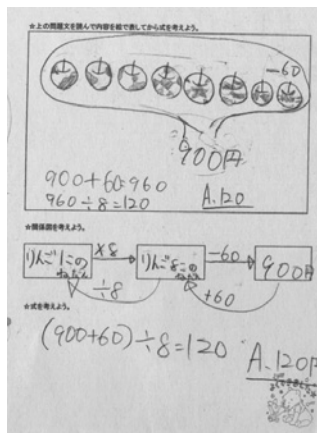 ★上の問題文を読んで内容を絵で表してから式を考えよう。
-60
900円
900+60=960
960÷8=120
A.120
★関係図を考えよう。
りんご1この
ねだん
×8
りんご8この
ねだん
-60
900円
÷8
+60
★式を考えよう。
(900+60)÷8=120
A.120円